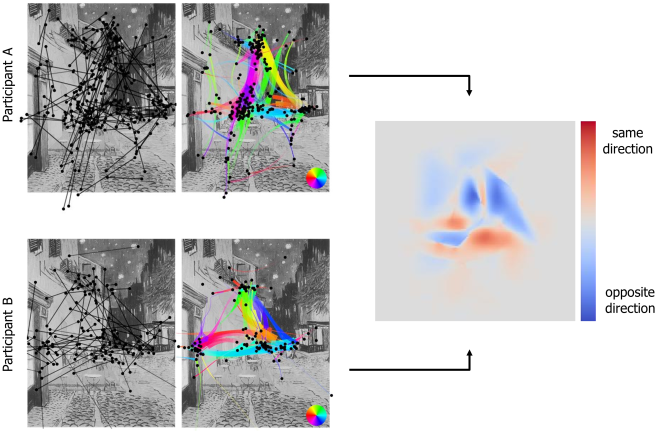 Participant A
Participant B
same
direction
opposite
direction